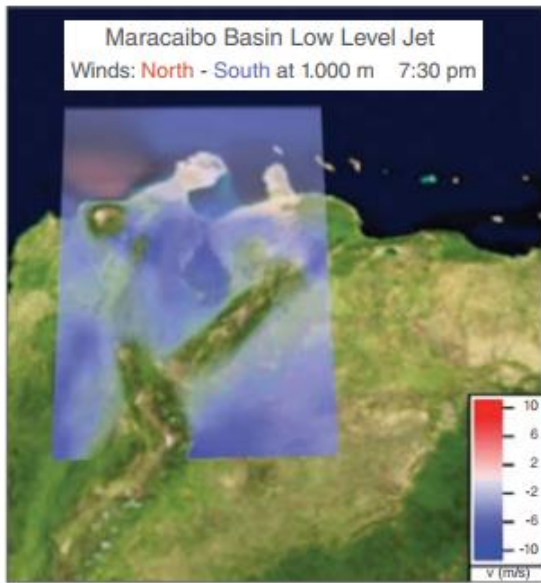 Maracaibo Basin Low Level Jet
Winds: North - South at 1.000 m 7:30 pm
10
6
2
-2
-6
-10
v (m/s)